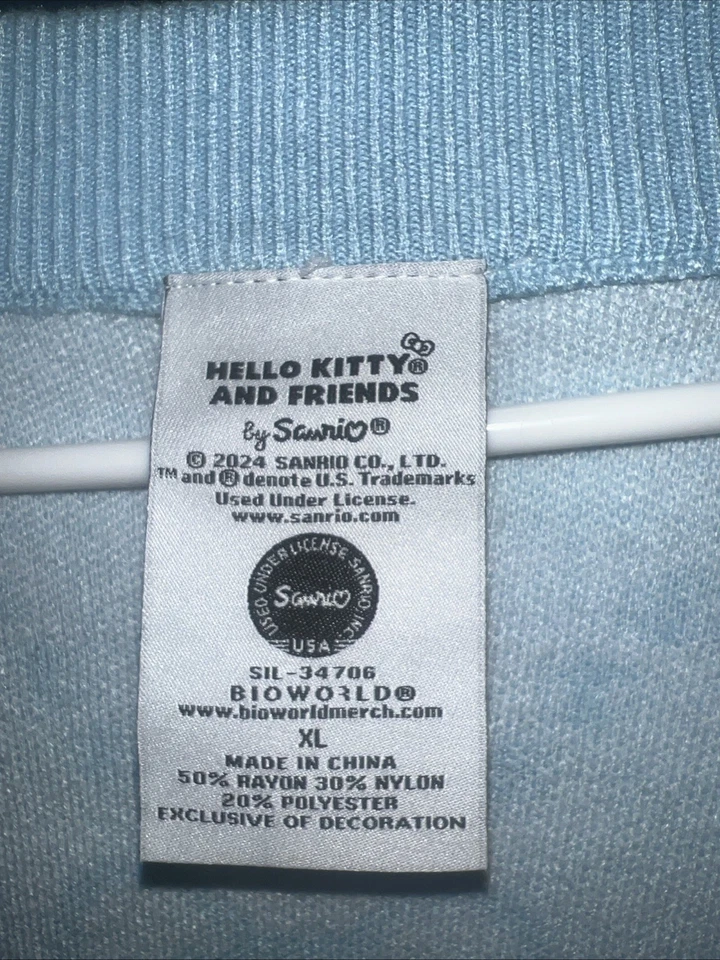 HELLO KITTY®
AND FRIENDS
by Sanrio®
© 2024 SANRIO CO., LTD.
™ and ® denote U.S. Trademarks
Used Under License.
www.sanrio.com
USED UNDER LICENSE SANRIO, INC.
Sanrio
USA
SIL-34706
BIOWORLD®
www.bioworldmerch.com
XL
MADE IN CHINA
50% RAYON 30% NYLON
20% POLYESTER
EXCLUSIVE OF DECORATION